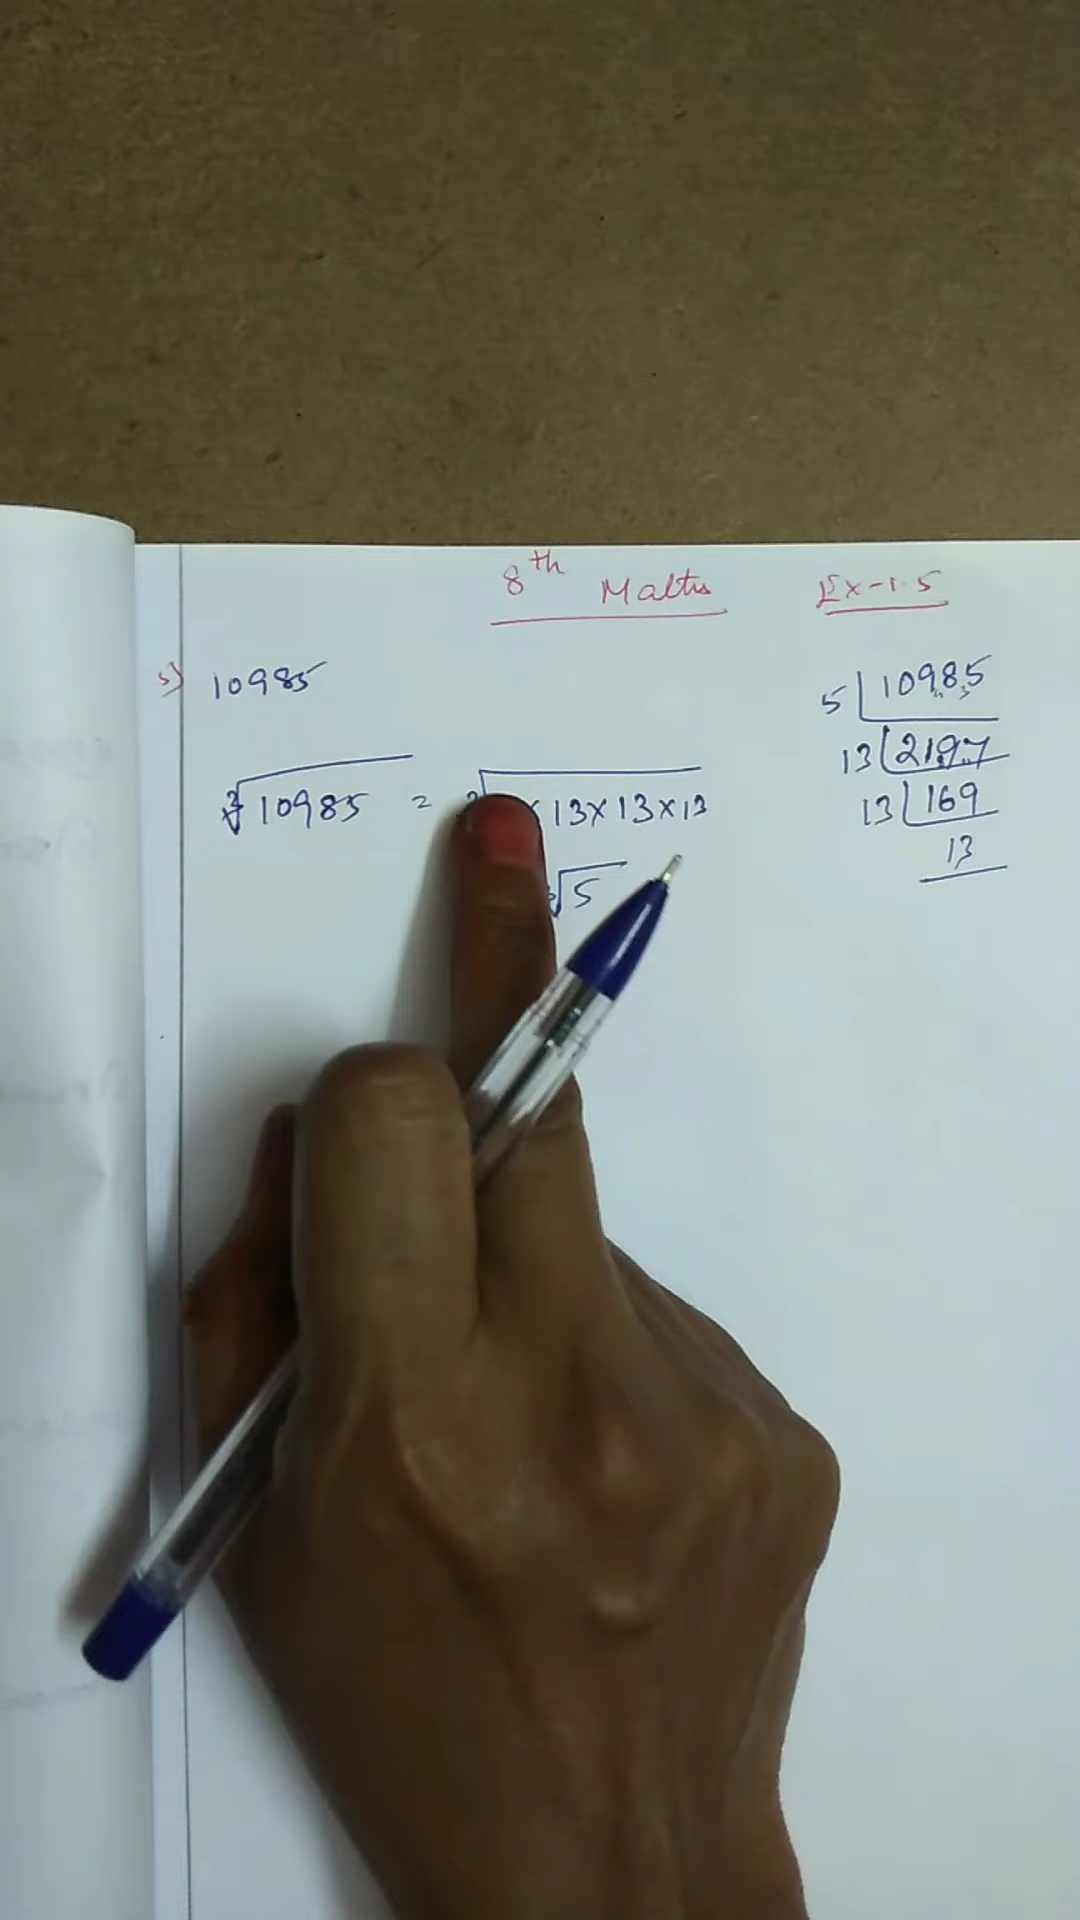 8th Maths Ex-1.5
5) 10985
∛10985 = ∛ × 13 × 13 × 13
∛5
5 | 10985
13 | 2197
13 | 169
13